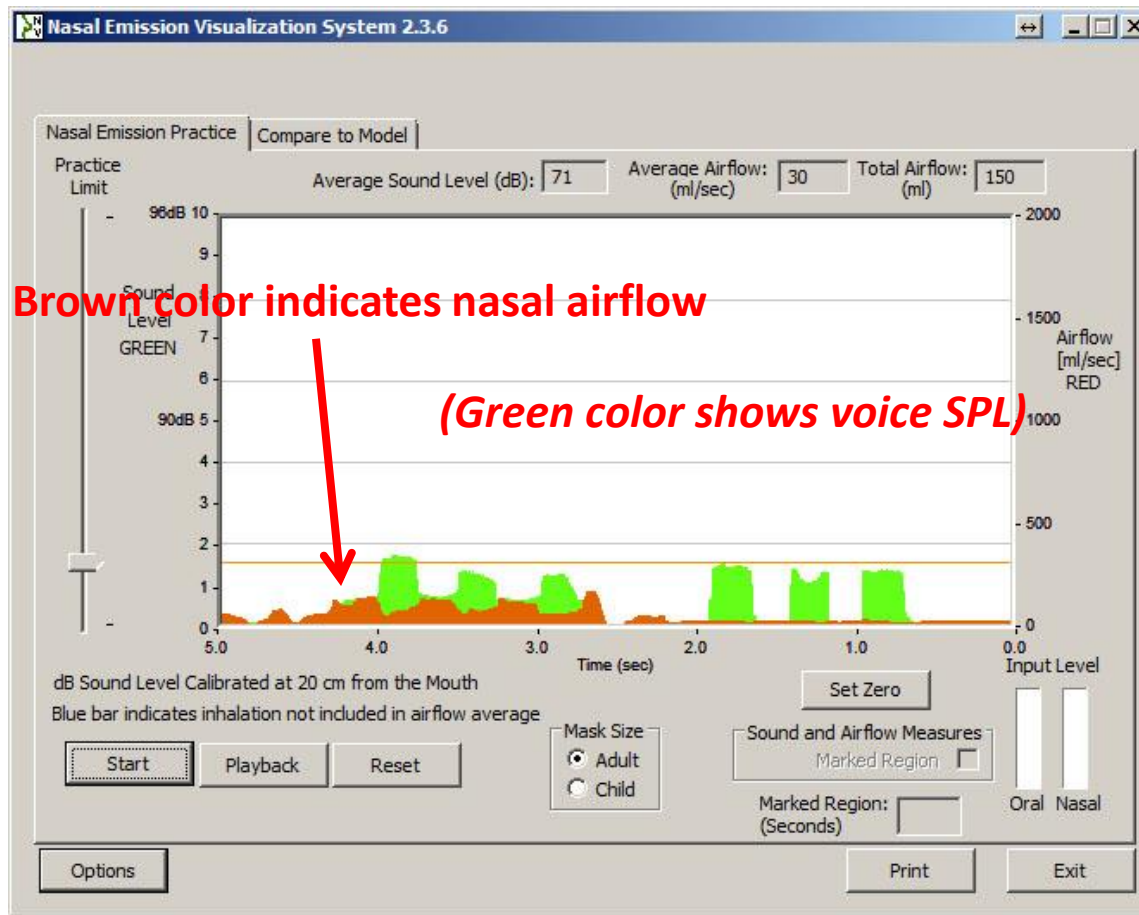 Nasal Emission Visualization System 2.3.6
Nasal Emission Practice
Compare to Model
Practice
Limit
Average Sound Level (dB): 71
Average Airflow:
(ml/sec)
30
Total Airflow:
(ml)
150
96dB 10
9
8
7
6
90dB 5
4
3
2
1
0
Sound
Level
GREEN
Brown color indicates nasal airflow
(Green color shows voice SPL)
2000
1500
1000
500
0
Airflow
[ml/sec]
RED
5.0 4.0 3.0 2.0 1.0 0.0
Time (sec)
dB Sound Level Calibrated at 20 cm from the Mouth
Blue bar indicates inhalation not included in airflow average
Start
Playback
Reset
Mask Size
Adult
Child
Set Zero
Sound and Airflow Measures
Marked Region
Marked Region:
(Seconds)
Input Level
Oral Nasal
Options
Print
Exit